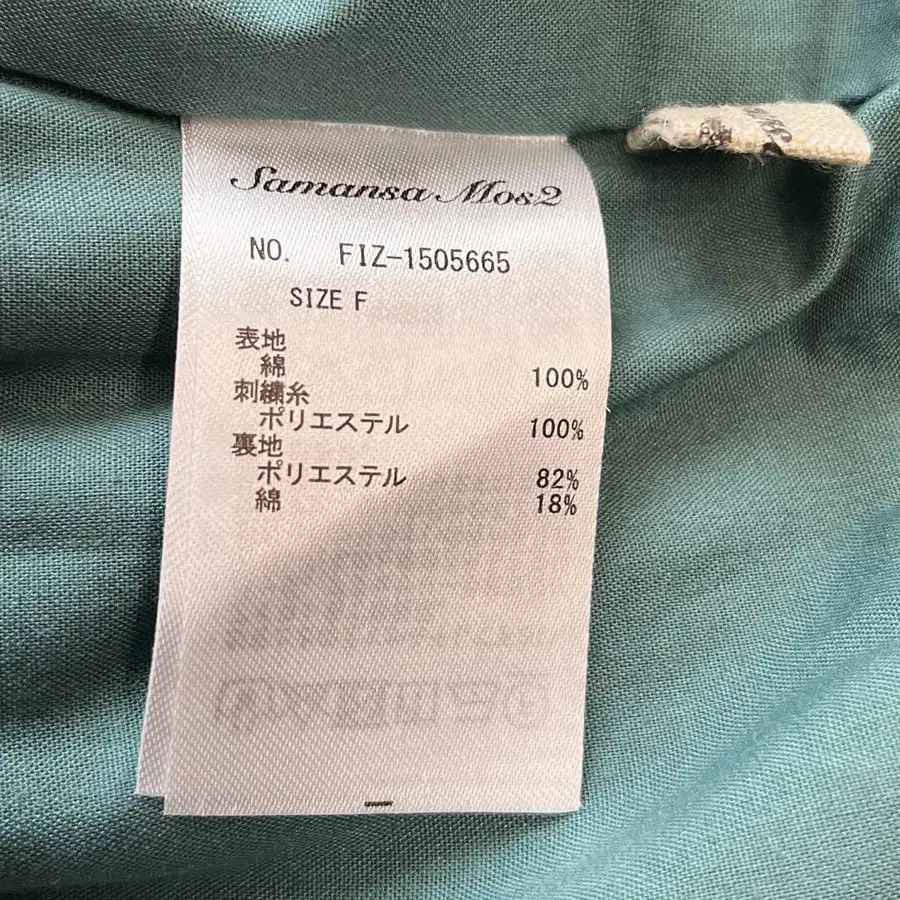 Samansa Mos2
NO. FIZ-1505665
SIZE F
表地
綿 100%
刺繍糸
ポリエステル 100%
裏地
ポリエステル 82%
綿 18%